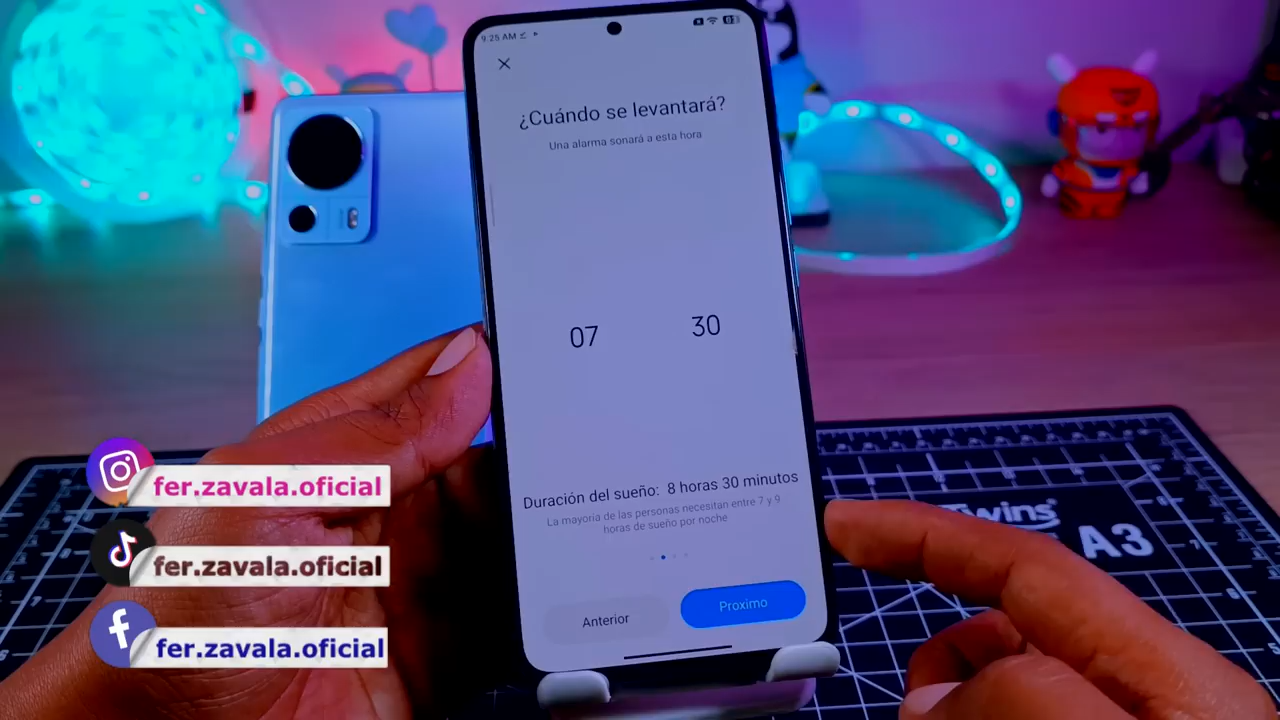 9:25 AM
¿Cuándo se levantará?
Una alarma sonará a esta hora
07 30
Duración del sueño: 8 horas 30 minutos
La mayoria de las personas necesitan entre 7 y 9
horas de sueño por noche
Anterior Proximo
fer.zavala.oficial
fer.zavala.oficial
fer.zavala.oficial
Twins
A3